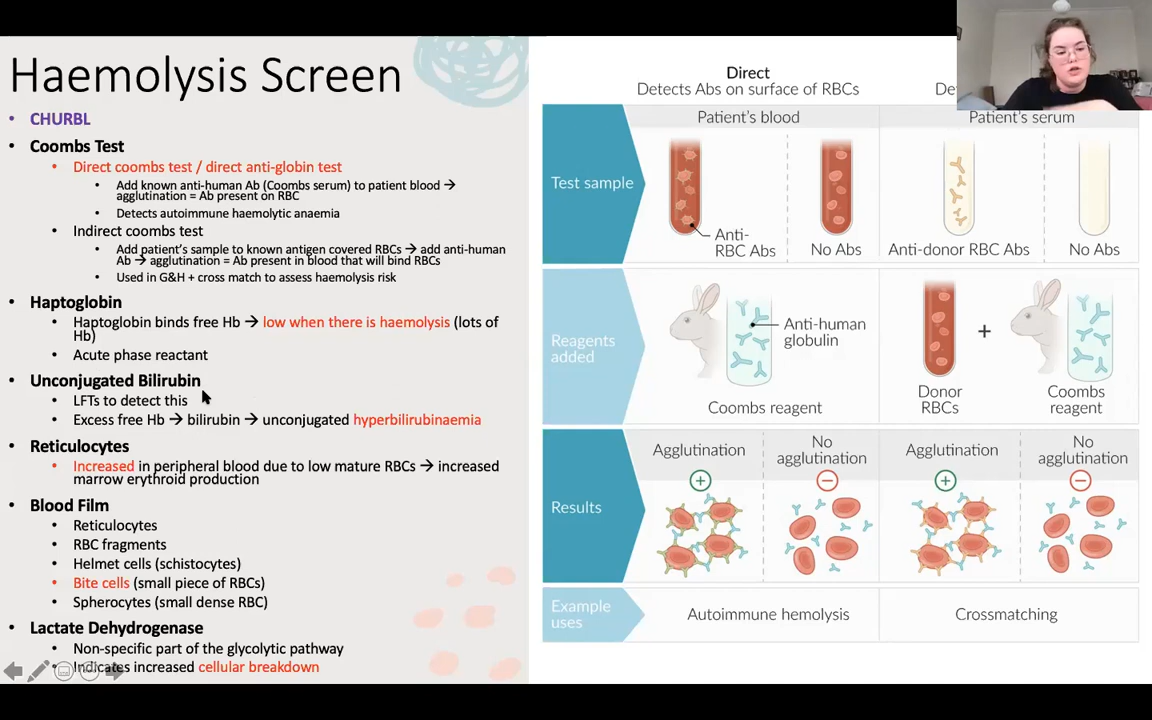 Haemolysis Screen
• CHURBL
• Coombs Test
• Direct coombs test / direct anti-globin test
• Add known anti-human Ab (Coombs serum) to patient blood →
agglutination = Ab present on RBC
• Detects autoimmune haemolytic anaemia
• Indirect coombs test
• Add patient's sample to known antigen covered RBCs → add anti-human
Ab → agglutination = Ab present in blood that will bind RBCs
• Used in G&H + cross match to assess haemolysis risk
• Haptoglobin
• Haptoglobin binds free Hb → low when there is haemolysis (lots of
Hb)
• Acute phase reactant
• Unconjugated Bilirubin
• LFTs to detect this
• Excess free Hb → bilirubin → unconjugated hyperbilirubinaemia
• Reticulocytes
• Increased in peripheral blood due to low mature RBCs → increased
marrow erythroid production
• Blood Film
• Reticulocytes
• RBC fragments
• Helmet cells (schistocytes)
• Bite cells (small piece of RBCs)
• Spherocytes (small dense RBC)
• Lactate Dehydrogenase
• Non-specific part of the glycolytic pathway
• Indicates increased cellular breakdown
Direct
Detects Abs on surface of RBCs
Patient's blood
Patient's serum
Test sample
Anti-
RBC Abs
No Abs
Anti-donor RBC Abs
No Abs
Reagents
added
Anti-human
globulin
+
Coombs reagent
Donor
RBCs
Coombs
reagent
Results
Agglutination
+
No
agglutination
−
Agglutination
+
No
agglutination
−
Example
uses
Autoimmune hemolysis
Crossmatching